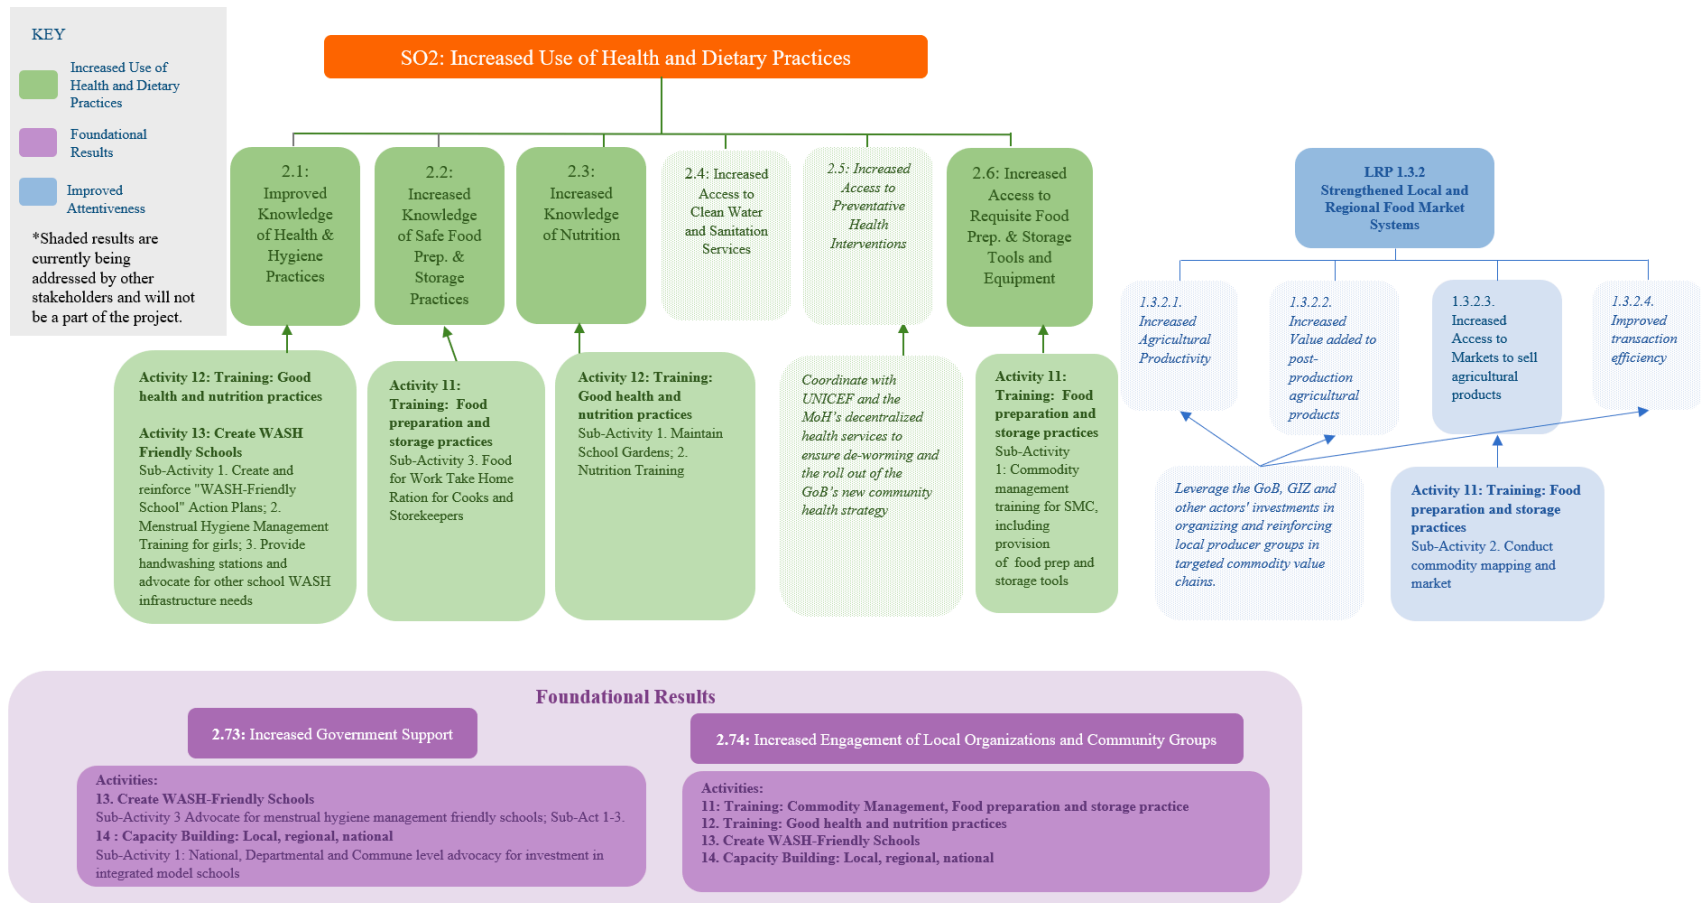 KEY
Increased Use of
Health and Dietary
Practices
Foundational
Results
Improved
Attentiveness
*Shaded results are
currently being
addressed by other
stakeholders and will not
be a part of the project.
SO2: Increased Use of Health and Dietary Practices
2.1:
Improved
Knowledge
of Health &
Hygiene
Practices
2.2:
Increased
Knowledge
of Safe Food
Prep. &
Storage
Practices
2.3:
Increased
Knowledge
of Nutrition
2.4: Increased
Access to
Clean Water
and Sanitation
Services
2.5: Increased
Access to
Preventative
Health
Interventions
2.6: Increased
Access to
Requisite Food
Prep. & Storage
Tools and
Equipment
LRP 1.3.2
Strengthened Local and
Regional Food Market
Systems
1.3.2.1.
Increased
Agricultural
Productivity
1.3.2.2.
Increased
Value added to
post-
production
agricultural
products
1.3.2.3.
Increased
Access to
Markets to sell
agricultural
products
1.3.2.4.
Improved
transaction
efficiency
Activity 12: Training: Good
health and nutrition practices
Activity 13: Create WASH
Friendly Schools
Sub-Activity 1. Create and
reinforce "WASH-Friendly
School" Action Plans; 2.
Menstrual Hygiene Management
Training for girls; 3. Provide
handwashing stations and
advocate for other school WASH
infrastructure needs
Activity 11:
Training: Food
preparation and
storage practices
Sub-Activity 3. Food
for Work Take Home
Ration for Cooks and
Storekeepers
Activity 12: Training:
Good health and
nutrition practices
Sub-Activity 1. Maintain
School Gardens; 2.
Nutrition Training
Coordinate with
UNICEF and the
MoH's decentralized
health services to
ensure de-worming and
the roll out of the
GoB's new community
health strategy
Activity 11:
Training: Food
preparation and
storage practices
Sub-Activity
1: Commodity
management
training for SMC,
including
provision
of food prep and
storage tools
Leverage the GoB, GIZ and
other actors' investments in
organizing and reinforcing
local producer groups in
targeted commodity value
chains.
Activity 11: Training: Food
preparation and storage
practices
Sub-Activity 2. Conduct
commodity mapping and
market
Foundational Results
2.73: Increased Government Support
Activities:
13. Create WASH-Friendly Schools
Sub-Activity 3 Advocate for menstrual hygiene management friendly schools; Sub-Act 1-3.
14 : Capacity Building: Local, regional, national
Sub-Activity 1: National, Departmental and Commune level advocacy for investment in
integrated model schools
2.74: Increased Engagement of Local Organizations and Community Groups
Activities:
11: Training: Commodity Management, Food preparation and storage practice
12. Training: Good health and nutrition practices
13. Create WASH-Friendly Schools
14. Capacity Building: Local, regional, national